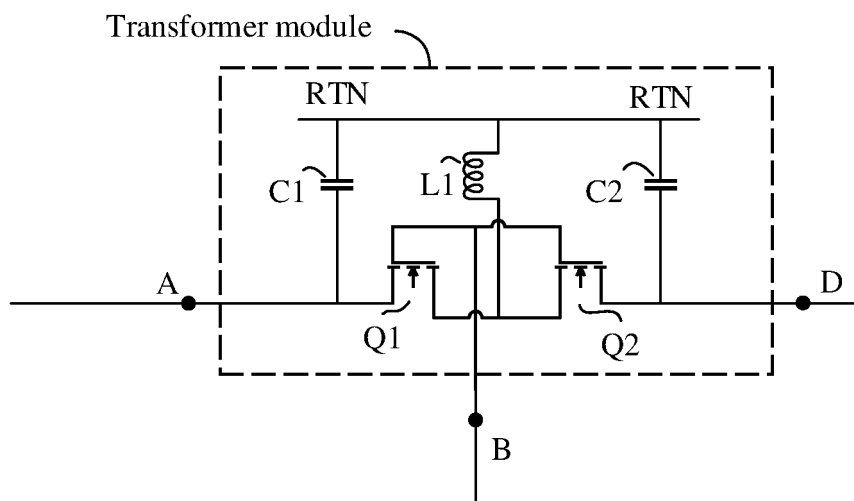 Transformer module
RTN
RTN
C1
L1
C2
A
D
Q1
Q2
B